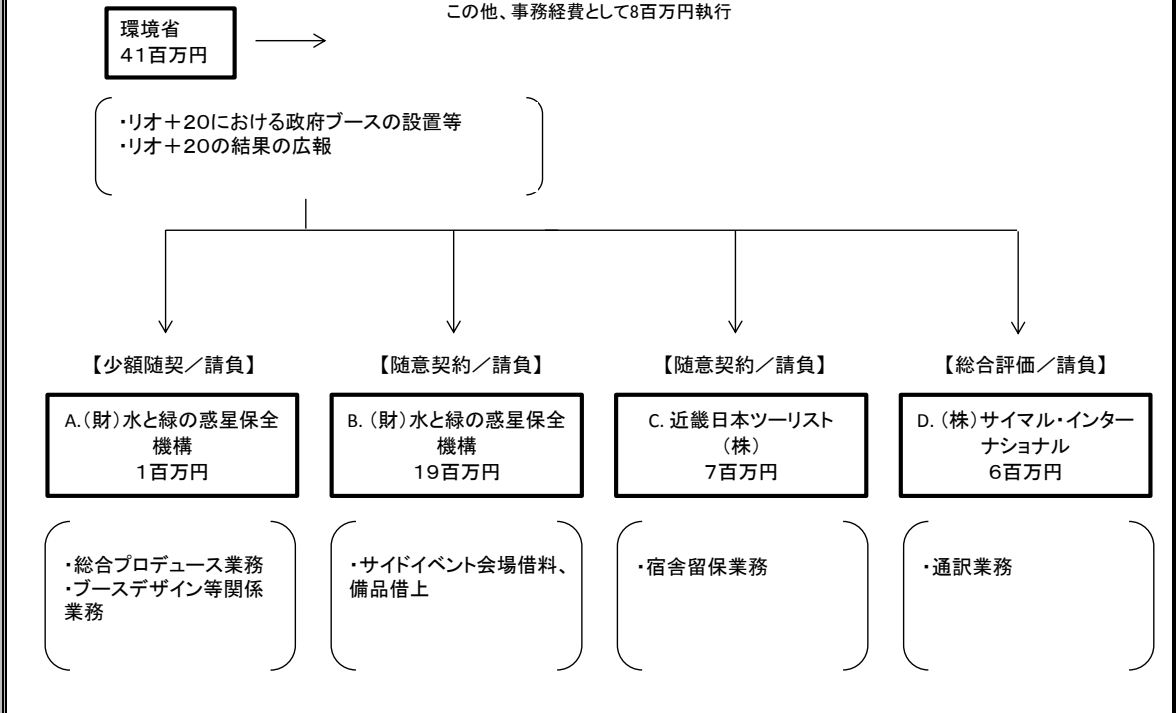 この他、事務経費として8百万円執行
環境省
41百万円
・リオ＋20における政府ブースの設置等
・リオ＋20の結果の広報
【少額随契／請負】
【随意契約／請負】
【随意契約／請負】
【総合評価／請負】
A.（財）水と緑の惑星保全
機構
1百万円
B. （財）水と緑の惑星保全
機構
19百万円
C. 近畿日本ツーリスト
（株）
7百万円
D. （株）サイマル・インター
ナショナル
6百万円
・総合プロデュース業務
・ブースデザイン等関係
業務
・サイドイベント会場借料、
備品借上
・宿舎留保業務
・通訳業務